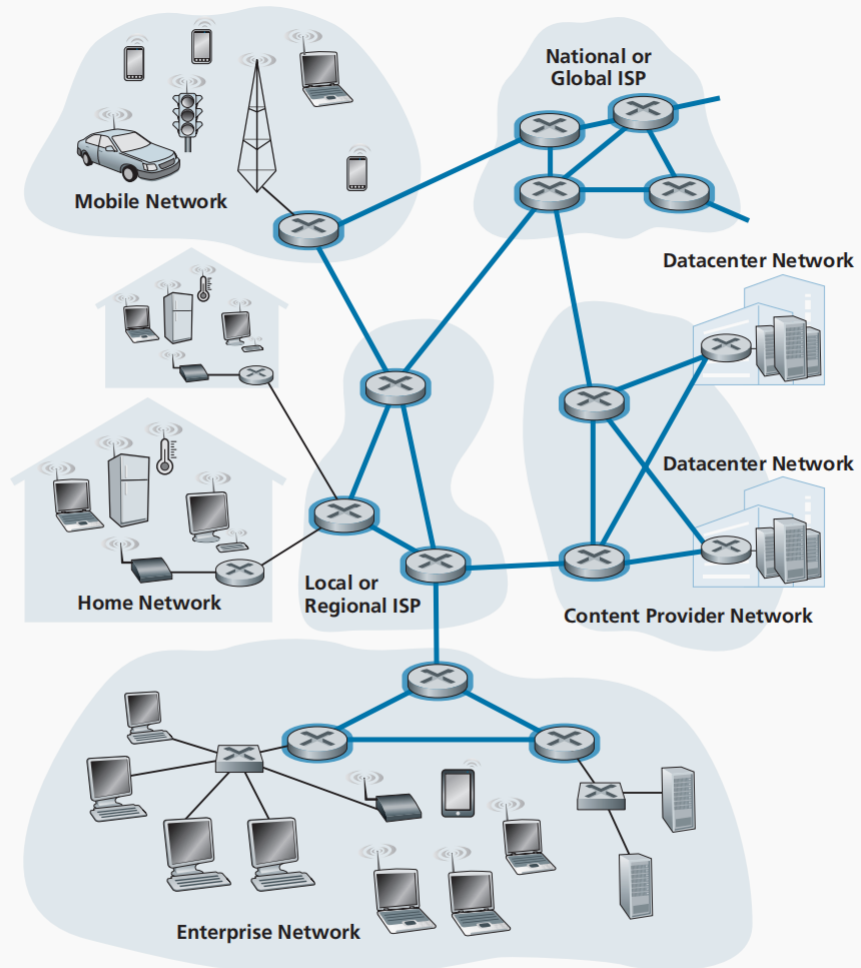 National or
Global ISP
Mobile Network
Datacenter Network
Datacenter Network
Local or
Regional ISP
Home Network
Content Provider Network
Enterprise Network